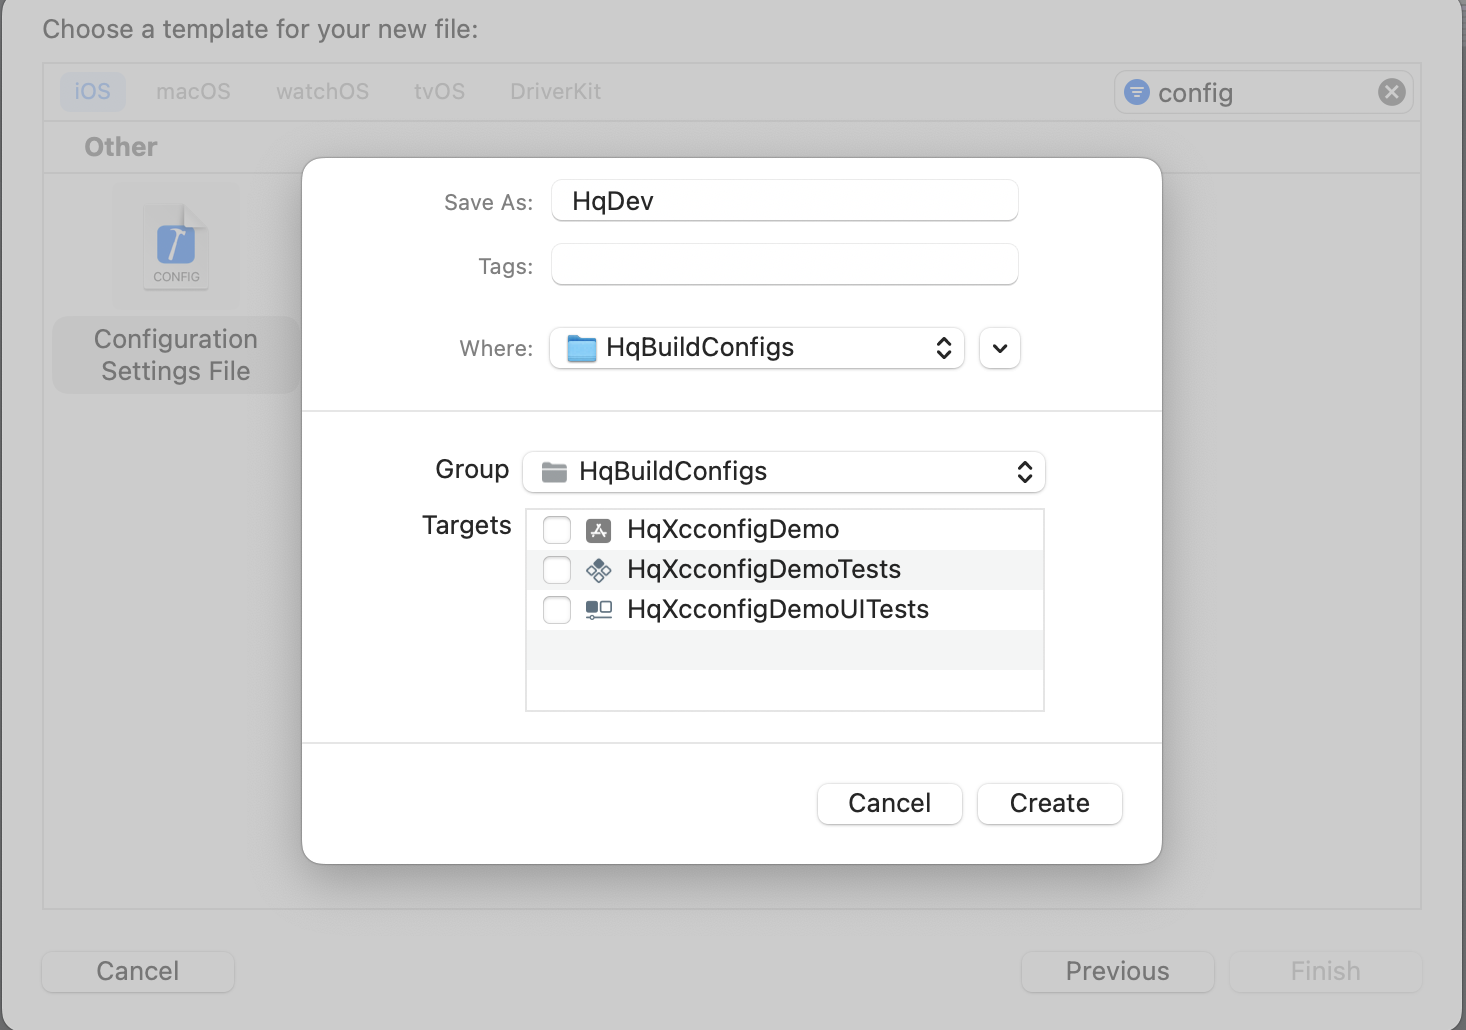 Choose a template for your new file:
iOS macOS watchOS tvOS DriverKit config
Other
CONFIG
Configuration
Settings File
Save As: HqDev
Tags:
Where: HqBuildConfigs
Group HqBuildConfigs
Targets HqXcconfigDemo
HqXcconfigDemoTests
HqXcconfigDemoUITests
Cancel Create
Cancel Previous Finish